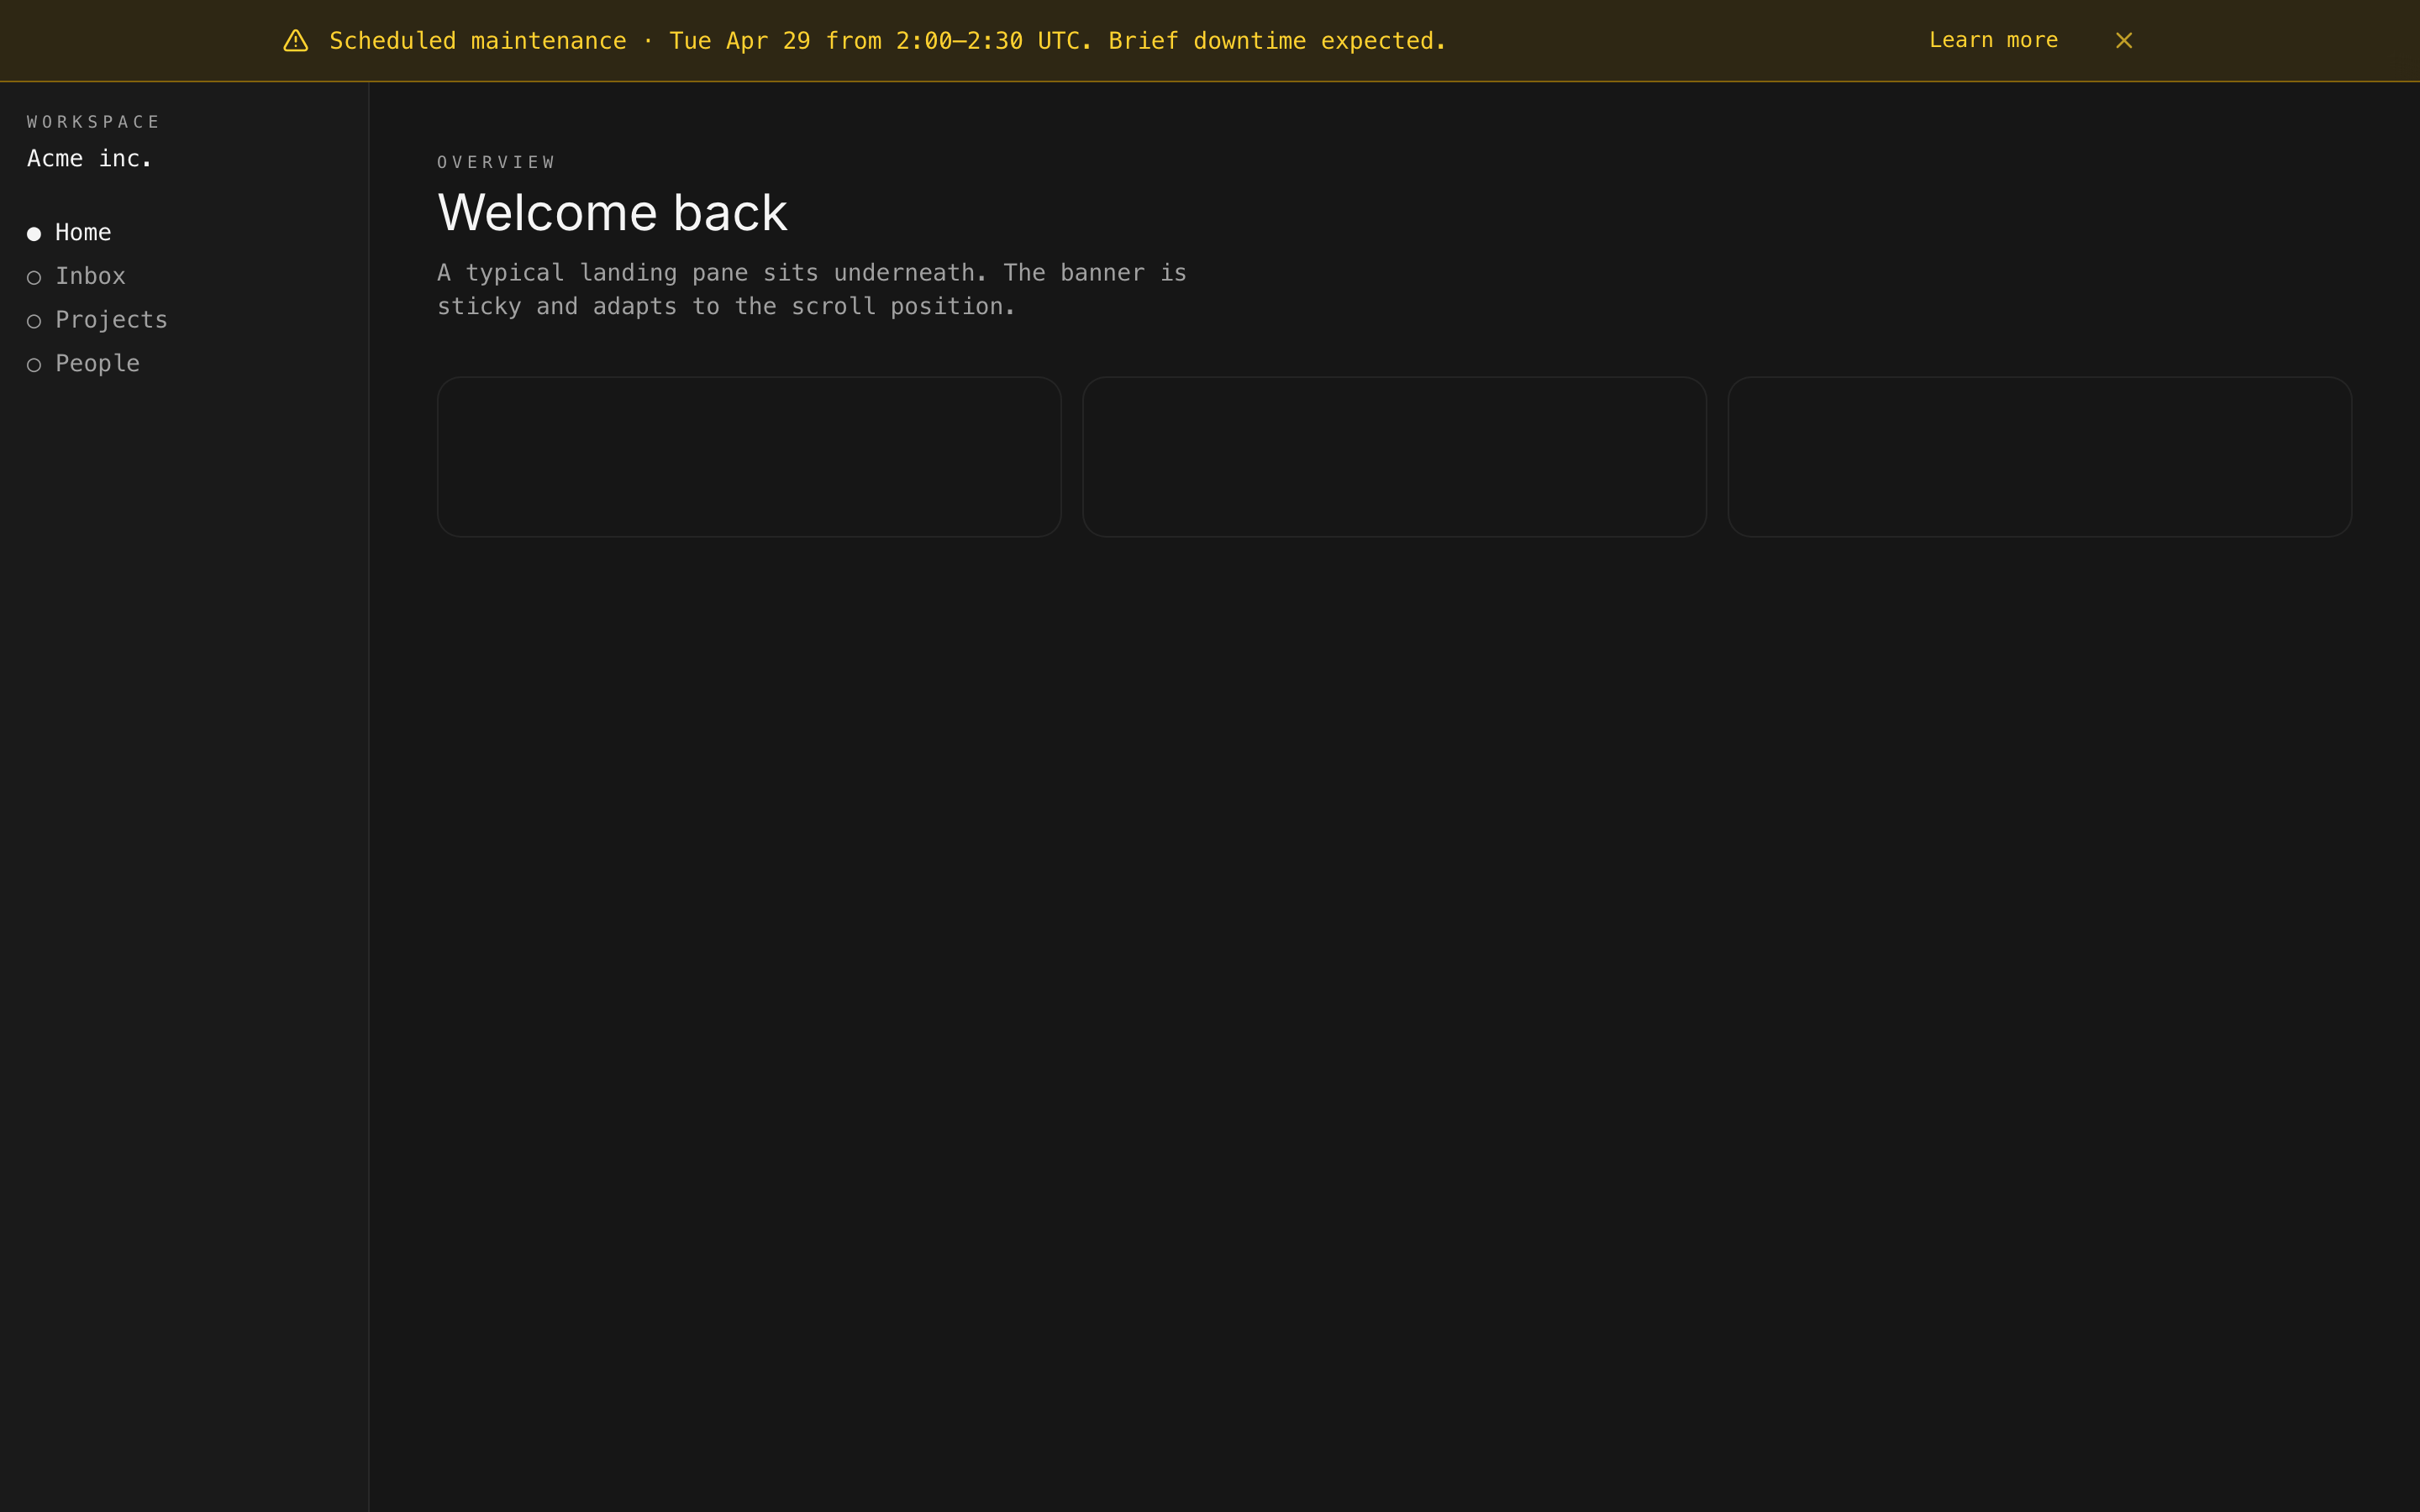 Scheduled maintenance · Tue Apr 29 from 2:00–2:30 UTC. Brief downtime expected.
Learn more
WORKSPACE
Acme inc.
Home
Inbox
Projects
People
OVERVIEW
Welcome back
A typical landing pane sits underneath. The banner is
sticky and adapts to the scroll position.